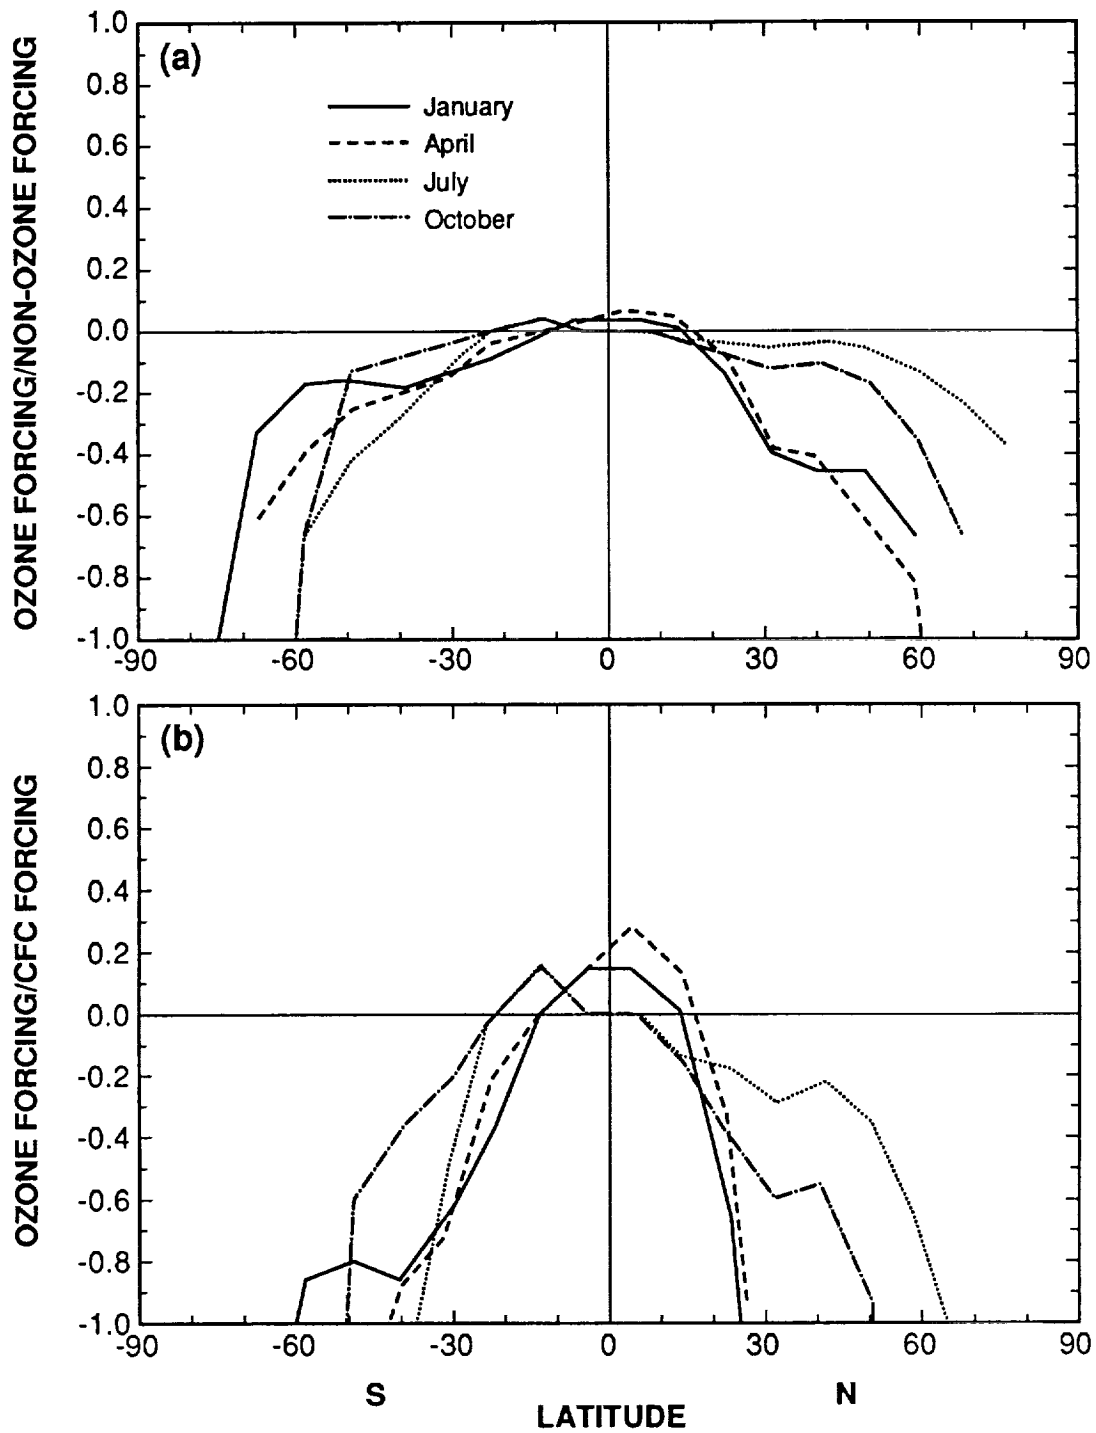 (a)
OZONE FORCING/NON-OZONE FORCING
1.0
0.8
0.6
0.4
0.2
0.0
-0.2
-0.4
-0.6
-0.8
-1.0
January
April
July
October
-90 -60 -30 0 30 60 90
(b)
OZONE FORCING/CFC FORCING
1.0
0.8
0.6
0.4
0.2
0.0
-0.2
-0.4
-0.6
-0.8
-1.0
-90 -60 -30 0 30 60 90
S N
LATITUDE